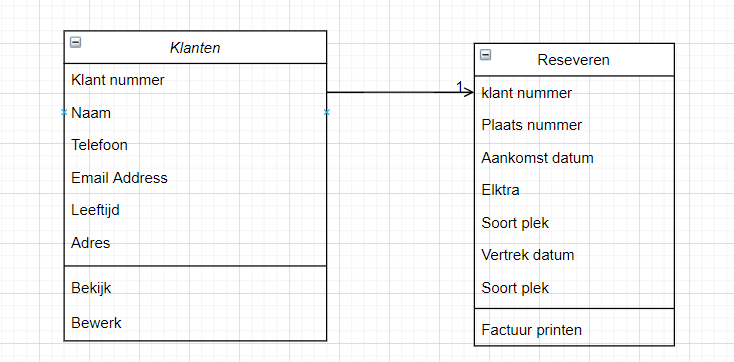 Klanten
Klant nummer
Naam
Telefoon
Email Address
Leeftijd
Adres
Bekijk
Bewerk
1
Reseveren
klant nummer
Plaats nummer
Aankomst datum
Elktra
Soort plek
Vertrek datum
Soort plek
Factuur printen